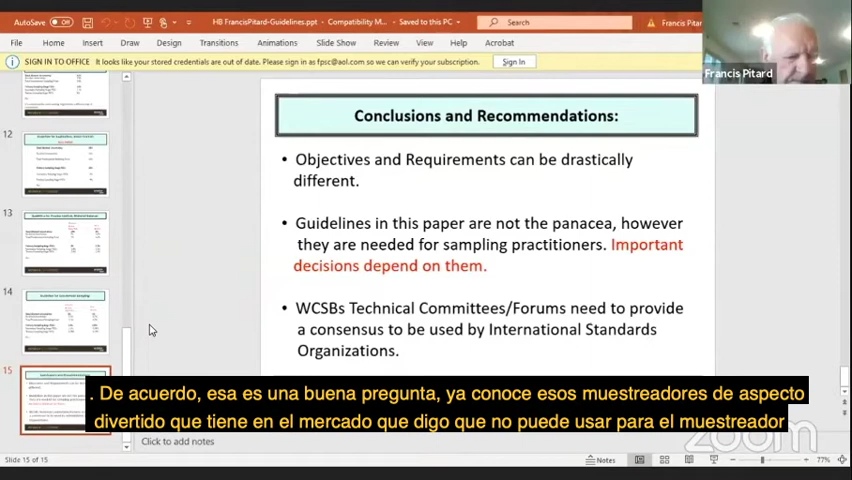 AutoSave Off
HB FrancisPitard-Guidelines.ppt - Compatibility M... - Saved to this PC
Search
Francis Pitard
File Home Insert Draw Design Transitions Animations Slide Show Review View Help Acrobat
SIGN IN TO OFFICE It looks like your stored credentials are out of date. Please sign in as fpsc@aol.com so we can verify your subscription. Sign In
Francis Pitard
12
13
14
15
Conclusions and Recommendations:
• Objectives and Requirements can be drastically
different.
• Guidelines in this paper are not the panacea, however
they are needed for sampling practitioners. Important
decisions depend on them.
• WCSBs Technical Committees/Forums need to provide
a consensus to be used by International Standards
Organizations.
. De acuerdo, esa es una buena pregunta, ya conoce esos muestreadores de aspecto
divertido que tiene en el mercado que digo que no puede usar para el muestreador
Click to add notes
zoom
Slide 15 of 15
Notes
77%